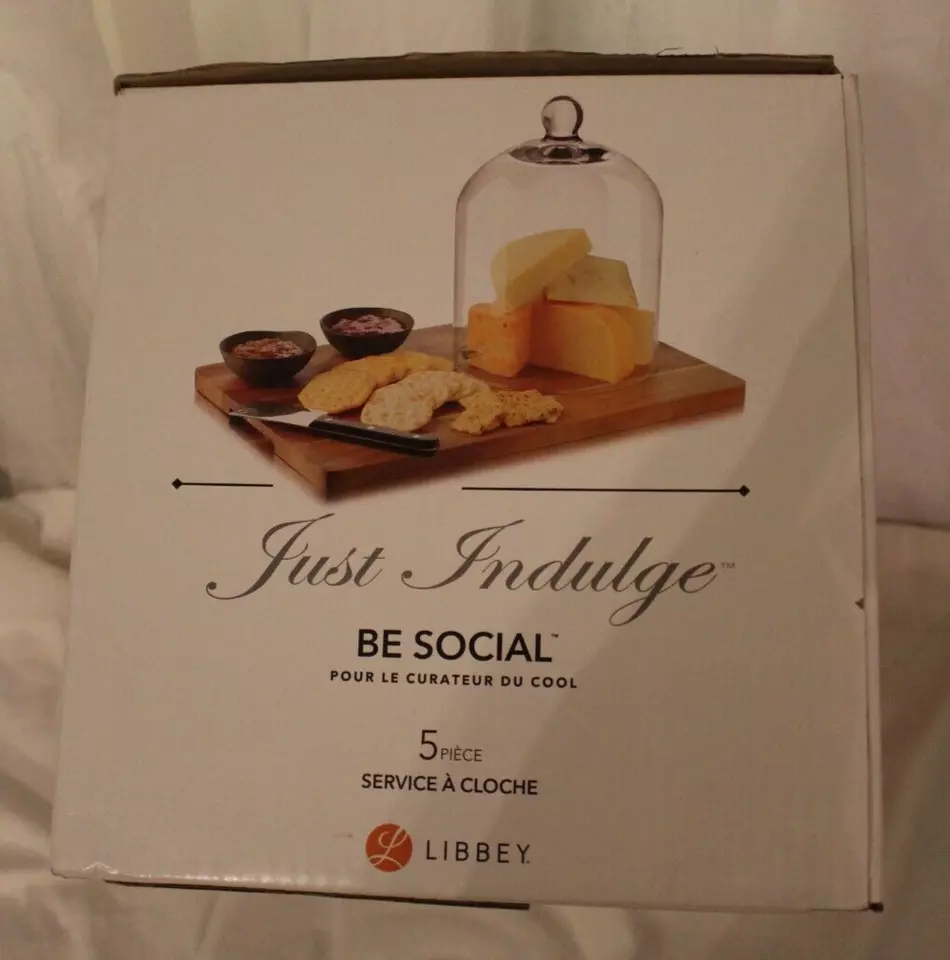 Just Indulge™
BE SOCIAL™
POUR LE CURATEUR DU COOL
5 PIÈCE
SERVICE À CLOCHE
LIBBEY